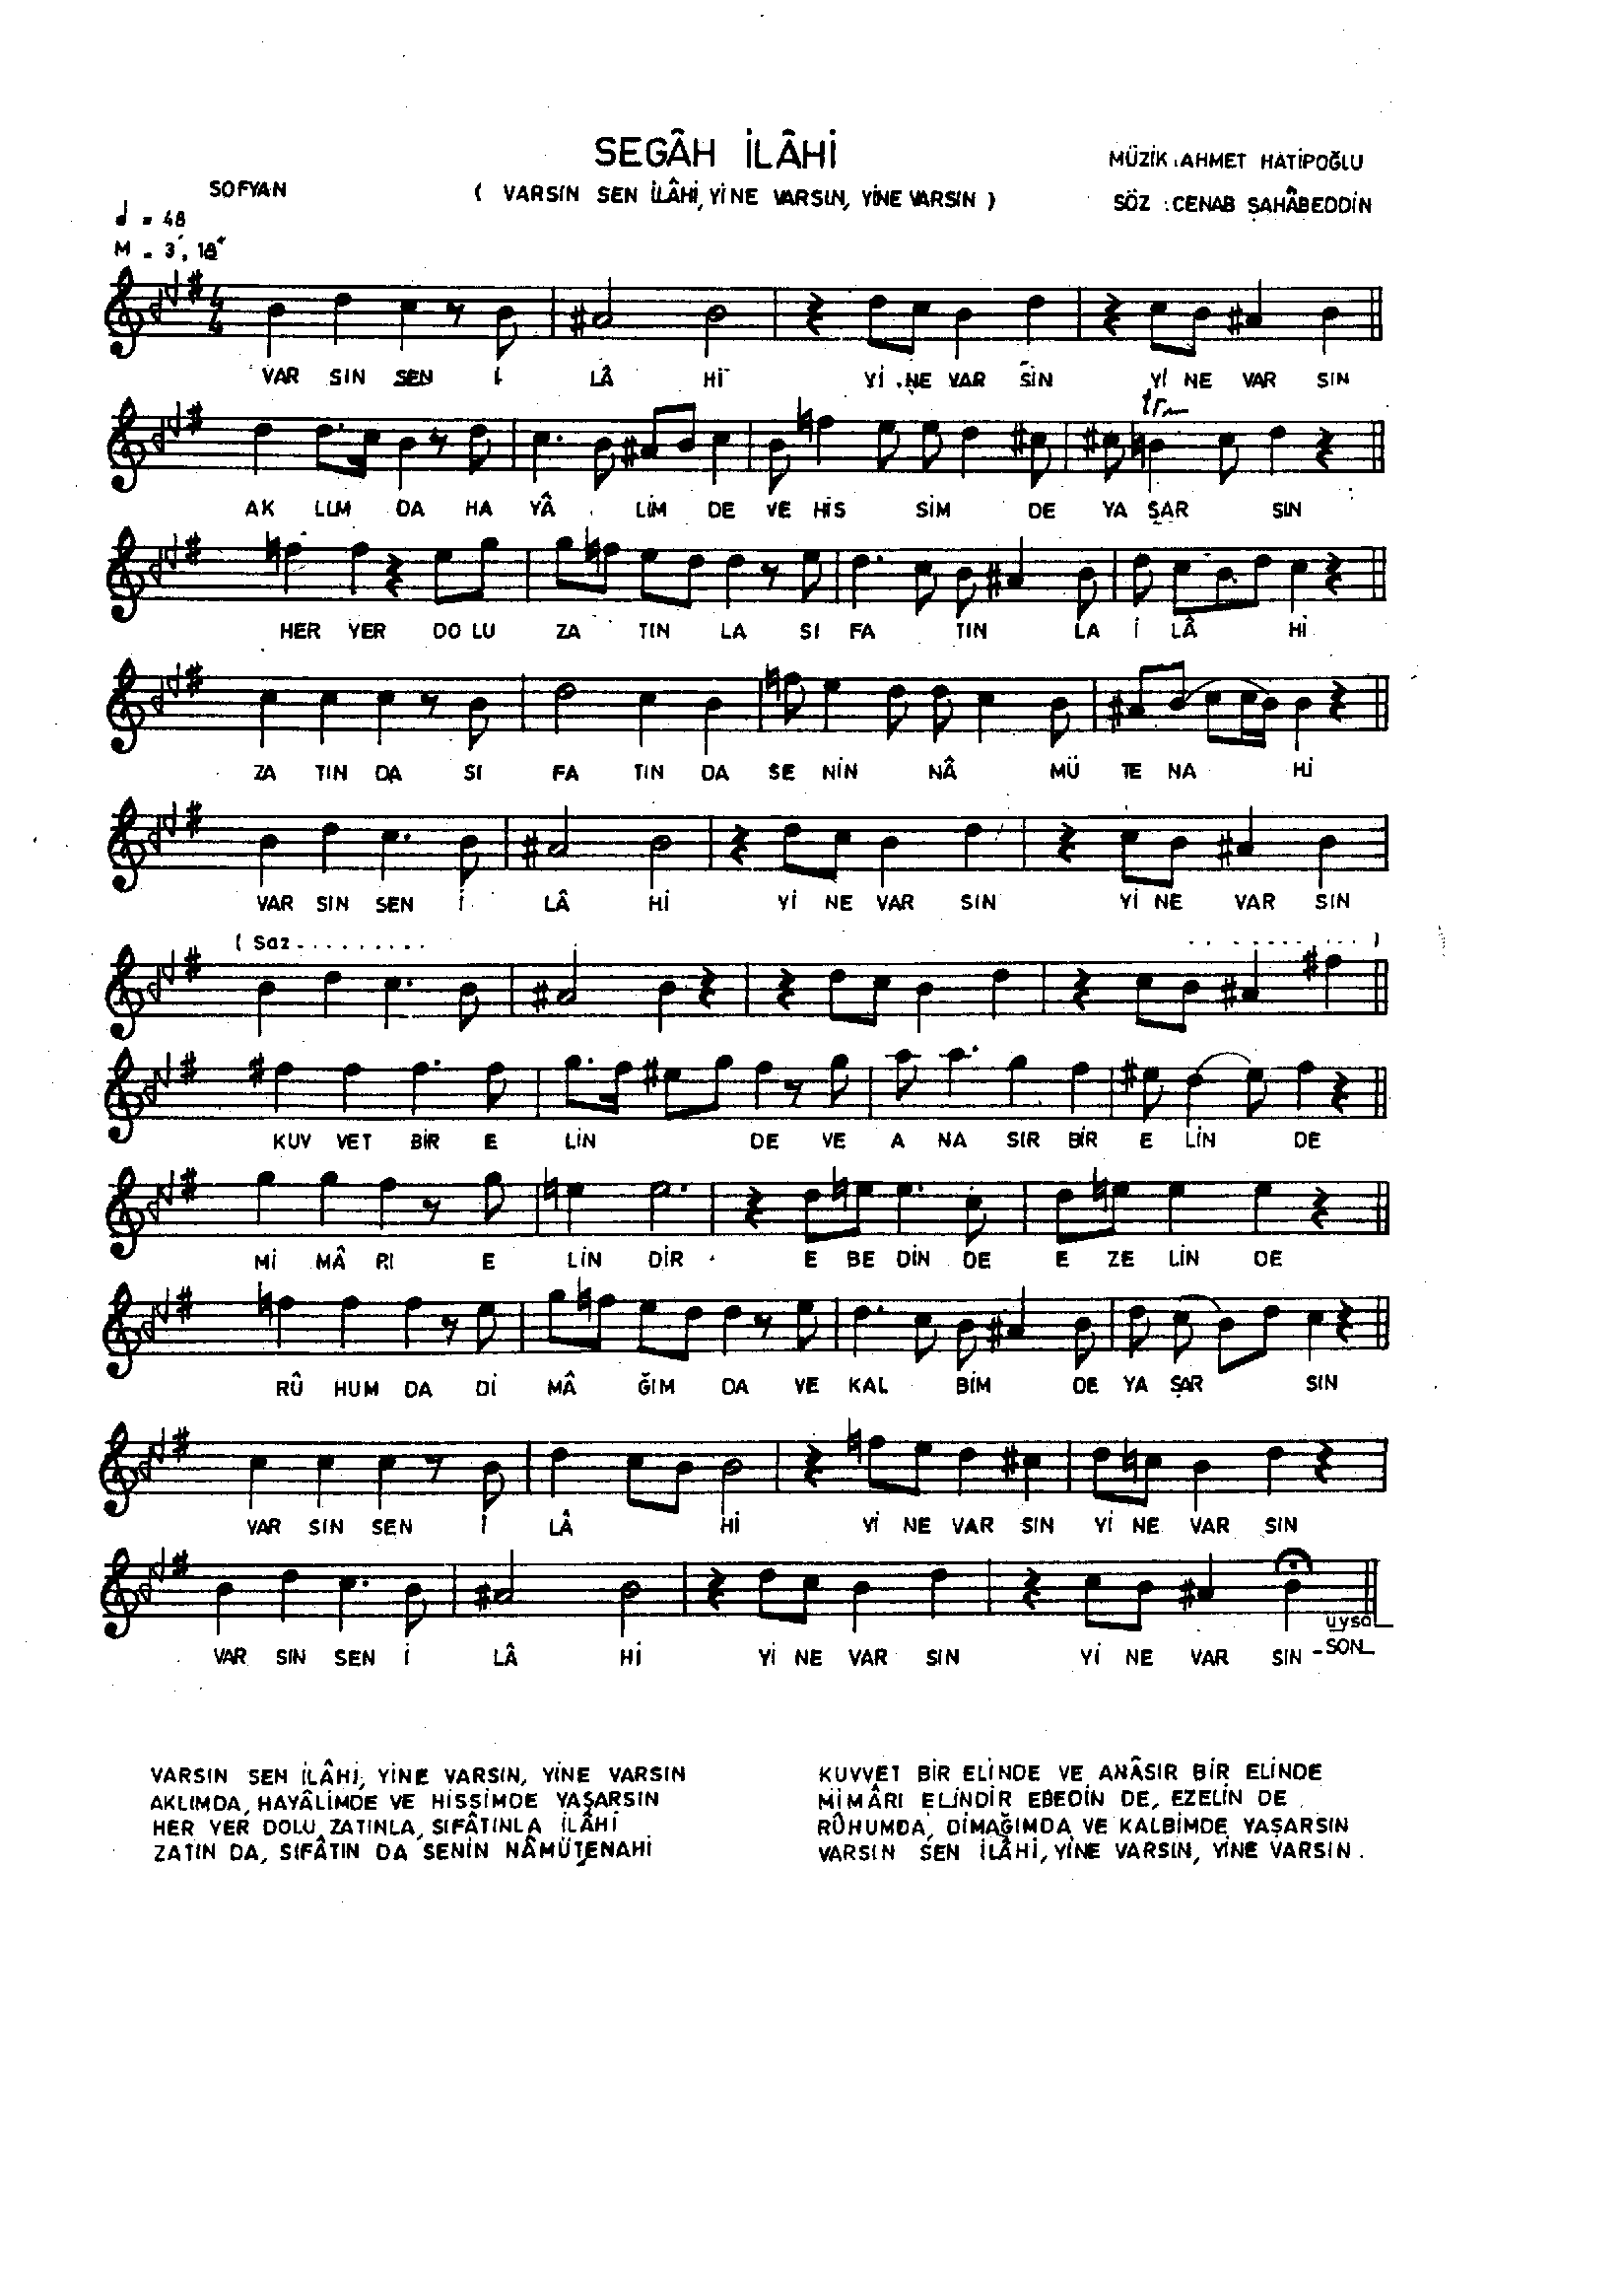 SEGÂH İLÂHİ
MÜZİK : AHMET HATİPOĞLU
SOFYAN
( VARSIN SEN İLÂHİ, YİNE VARSIN, YİNE VARSIN )
SÖZ : CENAB ŞAHÂBEDDİN
= 48
M = 3', 18"
4/4
VAR SIN SEN İ LÂ Hİ Yİ NE VAR SİN Yİ NE VAR SIN
tr
AK LIM DA HA YÂ LİM DE VE HİS SİM DE YA ŞAR SIN
HER YER DO LU ZA TIN LA SI FA TIN LA İ LÂ Hİ
ZA TIN DA SI FA TIN DA SE NİN NÂ MÜ TE NA Hİ
VAR SIN SEN İ LÂ Hİ Yİ NE VAR SIN Yİ NE VAR SIN
( Saz . . . . . . . . . . . . . . . . . )
KUV VET BİR E LİN DE VE A NA SIR BİR E LİN DE
Mİ MÂ RI E LİN DİR E BE DİN DE E ZE LİN DE
RÛ HUM DA Dİ MÂ ĞIM DA VE KAL BİM DE YA ŞAR SIN
VAR SIN SEN İ LÂ Hİ Yİ NE VAR SIN Yİ NE VAR SIN
uysal
VAR SIN SEN İ LÂ Hİ Yİ NE VAR SIN Yİ NE VAR SIN -SON-
VARSIN SEN İLÂHİ, YİNE VARSIN, YİNE VARSIN
AKLIMDA, HAYÂLİMDE VE HİSSİMDE YAŞARSIN
HER YER DOLU ZATINLA, SIFÂTINLA İLÂHİ
ZATIN DA, SIFÂTIN DA SENİN NÂMÜTENAHİ
KUVVET BİR ELİNDE VE ANÂSIR BİR ELİNDE
MİMÂRI ELİNDİR EBEDİN DE, EZELİN DE
RÛHUMDA, DİMAĞIMDA VE KALBİMDE YAŞARSIN
VARSIN SEN İLÂHİ, YİNE VARSIN, YİNE VARSIN.